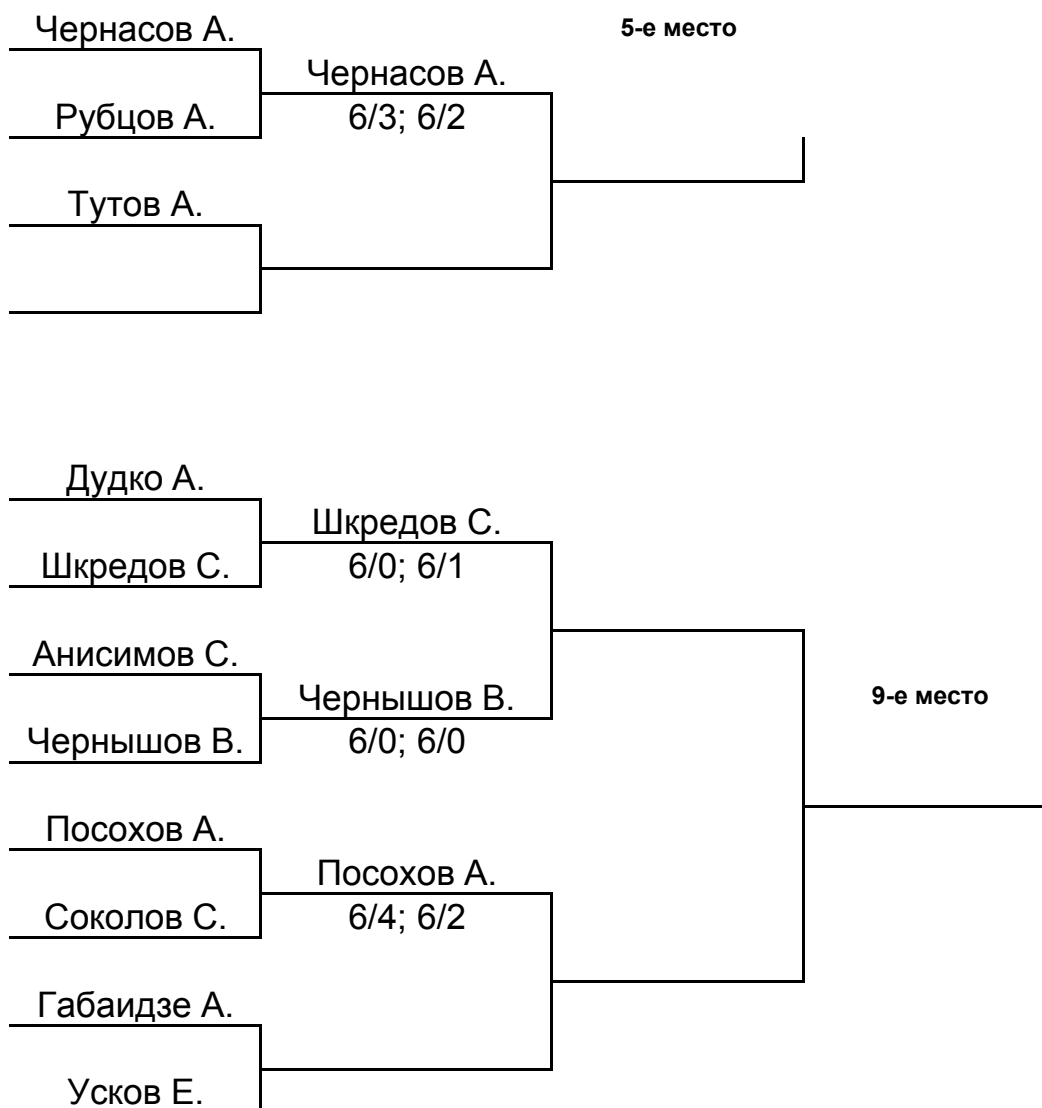 Чернасов А.
5-е место
Чернасов А.
Рубцов А.
6/3; 6/2
Тутов А.
Дудко А.
Шкредов С.
Шкредов С.
6/0; 6/1
Анисимов С.
Чернышов В.
9-е место
Чернышов В.
6/0; 6/0
Посохов А.
Посохов А.
Соколов С.
6/4; 6/2
Габаидзе А.
Усков Е.